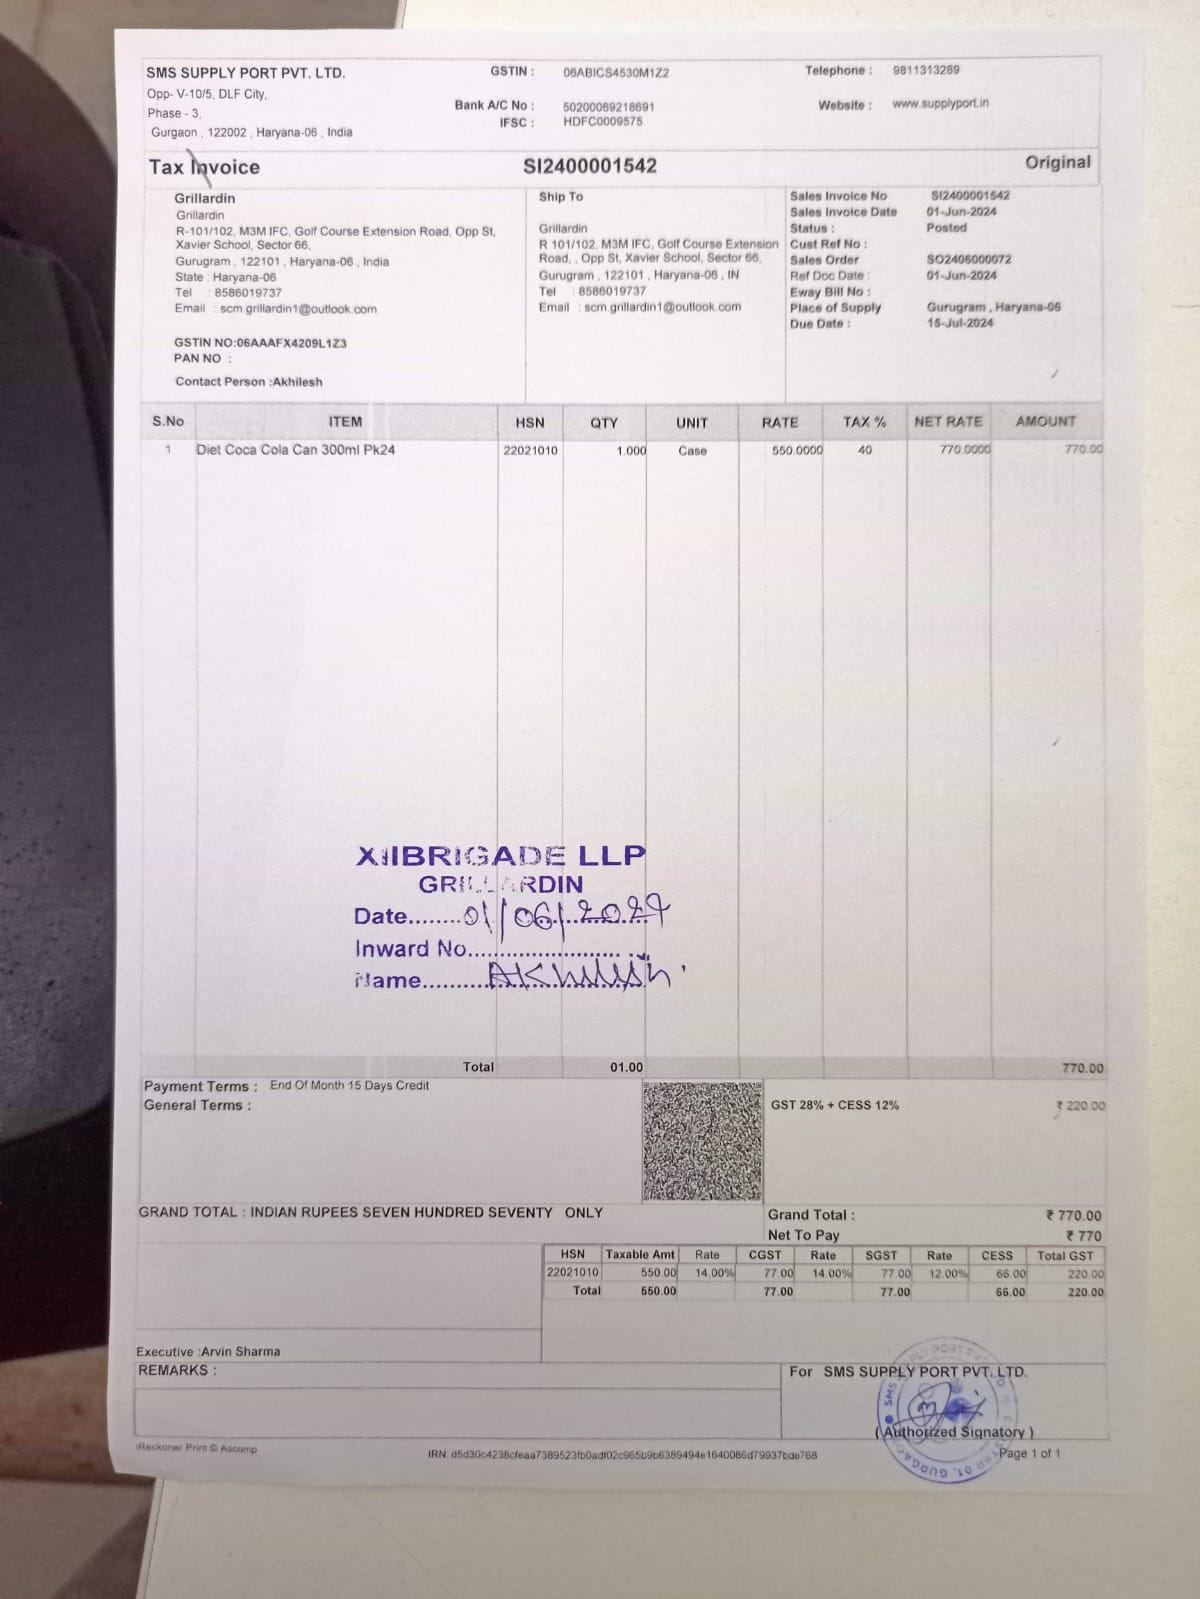 SMS SUPPLY PORT PVT. LTD.
Opp- V-10/5, DLF City,
Phase - 3,
Gurgaon , 122002 , Haryana-06 , India
GSTIN : 06ABICS4530M1Z2
Bank A/C No : 50200069218691
IFSC : HDFC0009575
Telephone : 9811313289
Website : www.supplyport.in
Tax Invoice SI2400001542 Original
Grillardin
Grillardin
R-101/102, M3M IFC, Golf Course Extension Road, Opp St,
Xavier School, Sector 66,
Gurugram , 122101 , Haryana-06 , India
State : Haryana-06
Tel : 8586019737
Email : scm.grillardin1@outlook.com
GSTIN NO:06AAAFX4209L1Z3
PAN NO :
Contact Person :Akhilesh
Ship To
Grillardin
R 101/102, M3M IFC, Golf Course Extension
Road, , Opp St, Xavier School, Sector 66,
Gurugram , 122101 , Haryana-06 , IN
Tel : 8586019737
Email : scm.grillardin1@outlook.com
Sales Invoice No SI2400001542
Sales Invoice Date 01-Jun-2024
Status : Posted
Cust Ref No :
Sales Order SO2406000072
Ref Doc Date : 01-Jun-2024
Eway Bill No :
Place of Supply Gurugram , Haryana-06
Due Date : 15-Jul-2024
S.No ITEM HSN QTY UNIT RATE TAX % NET RATE AMOUNT
1 Diet Coca Cola Can 300ml Pk24 22021010 1.000 Case 550.0000 40 770.0000 770.00
XIIBRIGADE LLP
GRILLARDIN
Date........01/06/2024
Inward No.......................
Name..........Akhilesh
Total 01.00 770.00
Payment Terms : End Of Month 15 Days Credit
General Terms :
GST 28% + CESS 12% ₹ 220.00
GRAND TOTAL : INDIAN RUPEES SEVEN HUNDRED SEVENTY ONLY
Grand Total : ₹ 770.00
Net To Pay ₹ 770
HSN Taxable Amt Rate CGST Rate SGST Rate CESS Total GST
22021010 550.00 14.00% 77.00 14.00% 77.00 12.00% 66.00 220.00
Total 550.00 77.00 77.00 66.00 220.00
Executive :Arvin Sharma
REMARKS :
For SMS SUPPLY PORT PVT. LTD.
(Authorized Signatory )
iReckoner Print © Ascomp
IRN d5d30c4238cfeaa7389523fb0adf02c965b9b6389494e1640086d79937bde768
Page 1 of 1